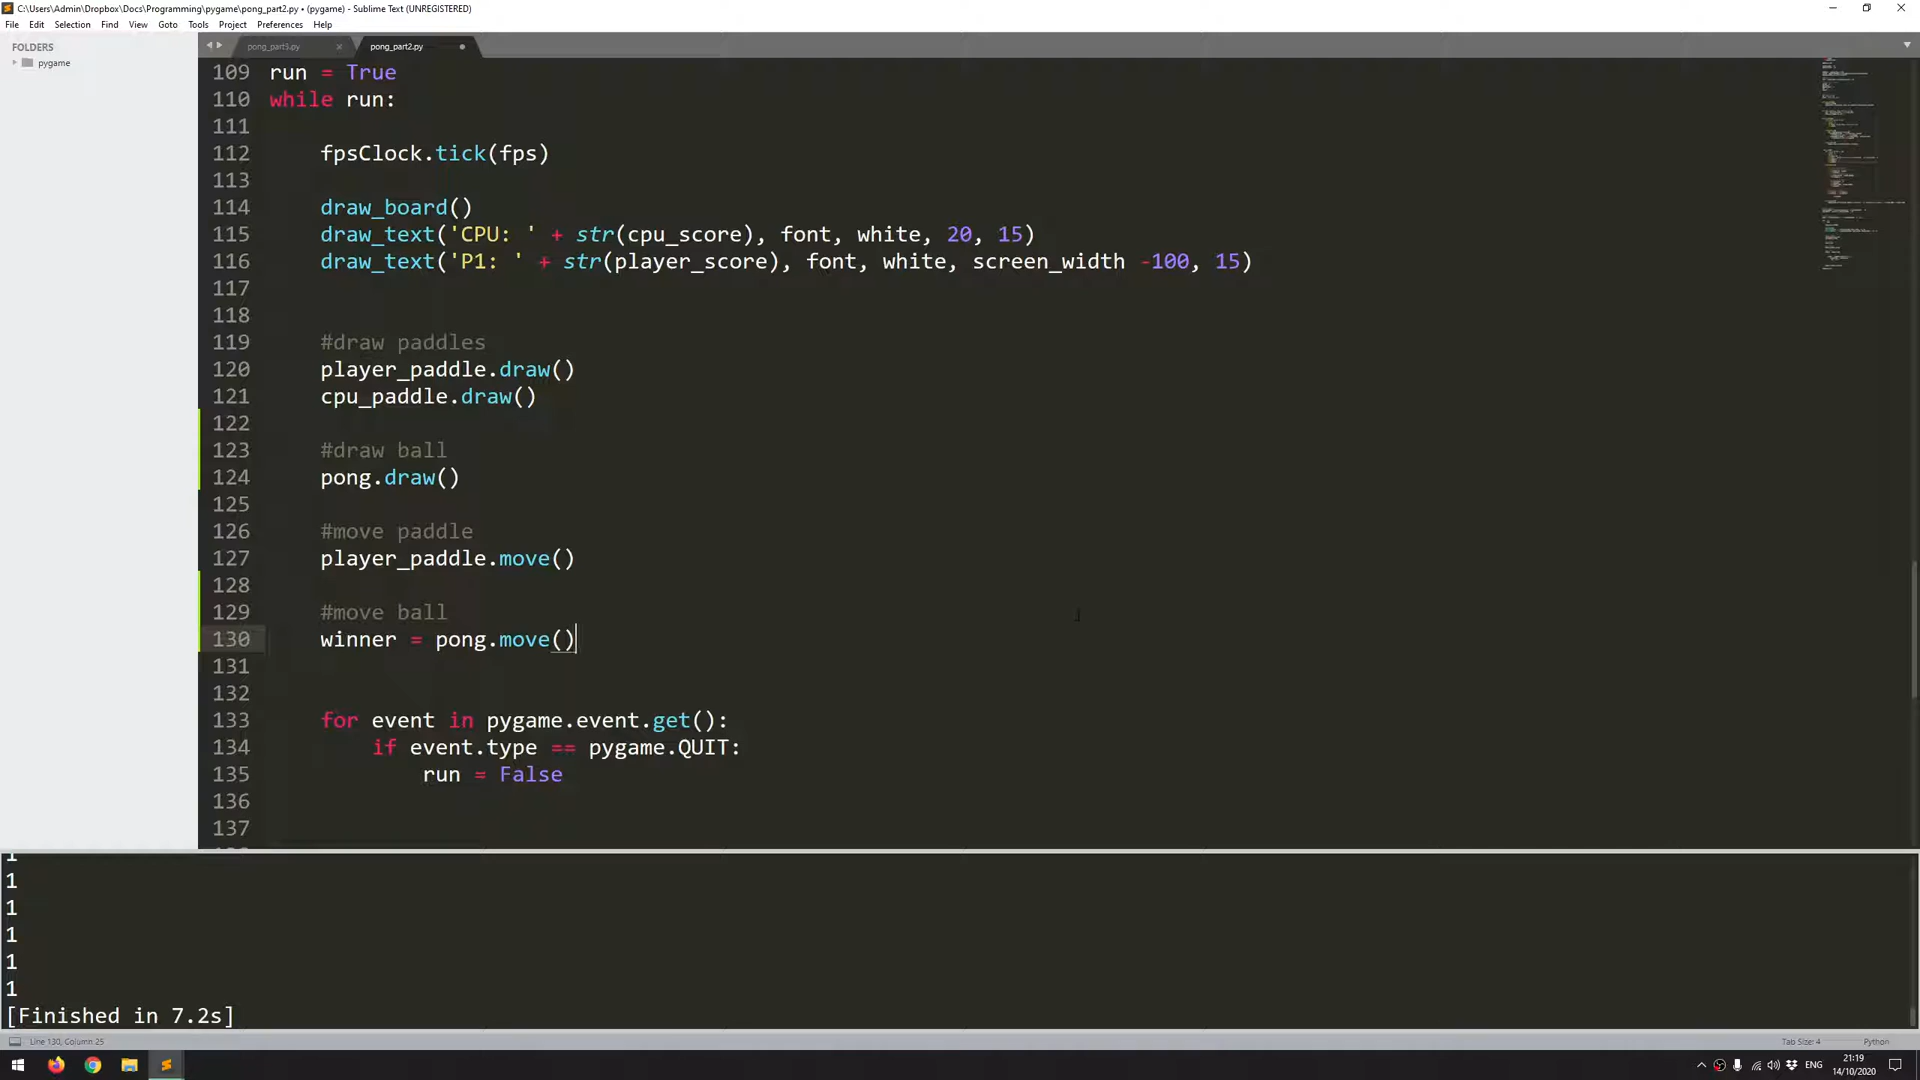 C:\Users\Admin\Dropbox\Docs\Programming\pygame\pong_part2.py • (pygame) - Sublime Text (UNREGISTERED)
File Edit Selection Find View Goto Tools Project Preferences Help
FOLDERS
pygame
pong_part3.py
pong_part2.py
109 run = True
110 while run:
111
112 fpsClock.tick(fps)
113
114 draw_board()
115 draw_text('CPU: ' + str(cpu_score), font, white, 20, 15)
116 draw_text('P1: ' + str(player_score), font, white, screen_width -100, 15)
117
118
119 #draw paddles
120 player_paddle.draw()
121 cpu_paddle.draw()
122
123 #draw ball
124 pong.draw()
125
126 #move paddle
127 player_paddle.move()
128
129 #move ball
130 winner = pong.move()
131
132
133 for event in pygame.event.get():
134 if event.type == pygame.QUIT:
135 run = False
136
137
1
1
1
1
1
1
[Finished in 7.2s]
Line 130, Column 25
Tab Size: 4
Python
ENG
21:19
14/10/2020